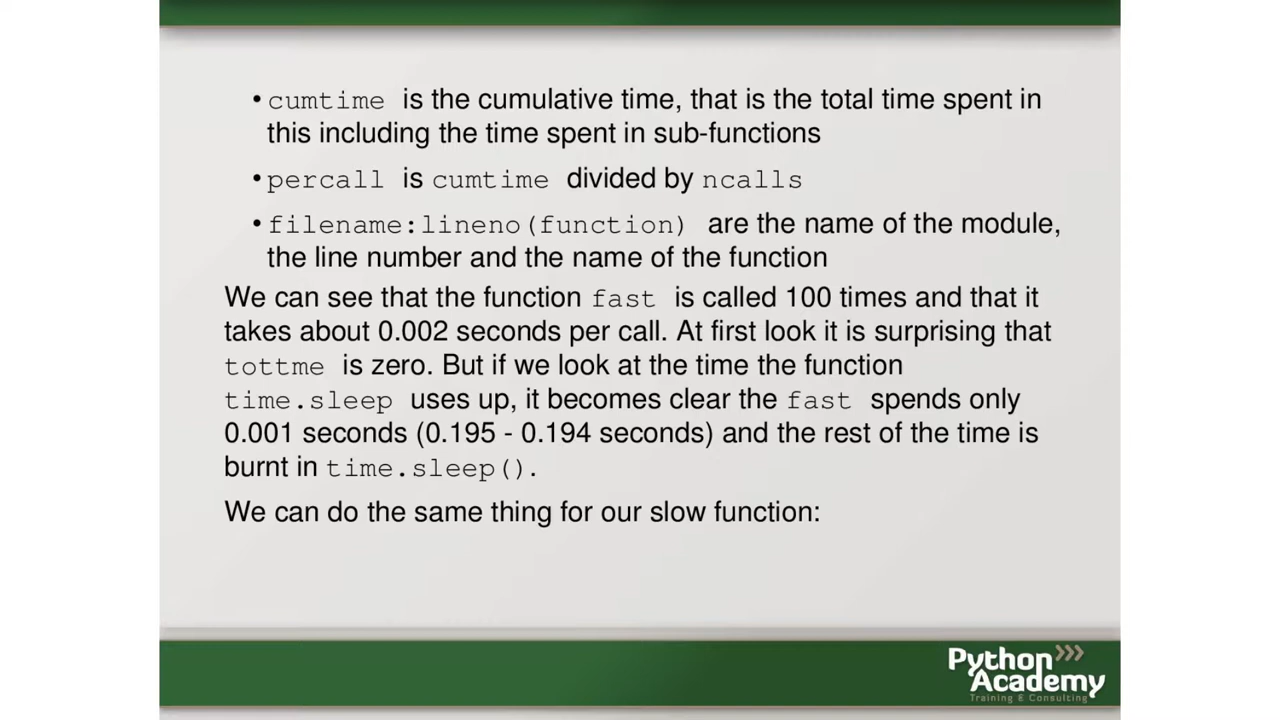 • cumtime is the cumulative time, that is the total time spent in
this including the time spent in sub-functions
• percall is cumtime divided by ncalls
• filename:lineno(function) are the name of the module,
the line number and the name of the function
We can see that the function fast is called 100 times and that it
takes about 0.002 seconds per call. At first look it is surprising that
tottme is zero. But if we look at the time the function
time.sleep uses up, it becomes clear the fast spends only
0.001 seconds (0.195 - 0.194 seconds) and the rest of the time is
burnt in time.sleep().
We can do the same thing for our slow function:
Python
Academy
Training & Consulting